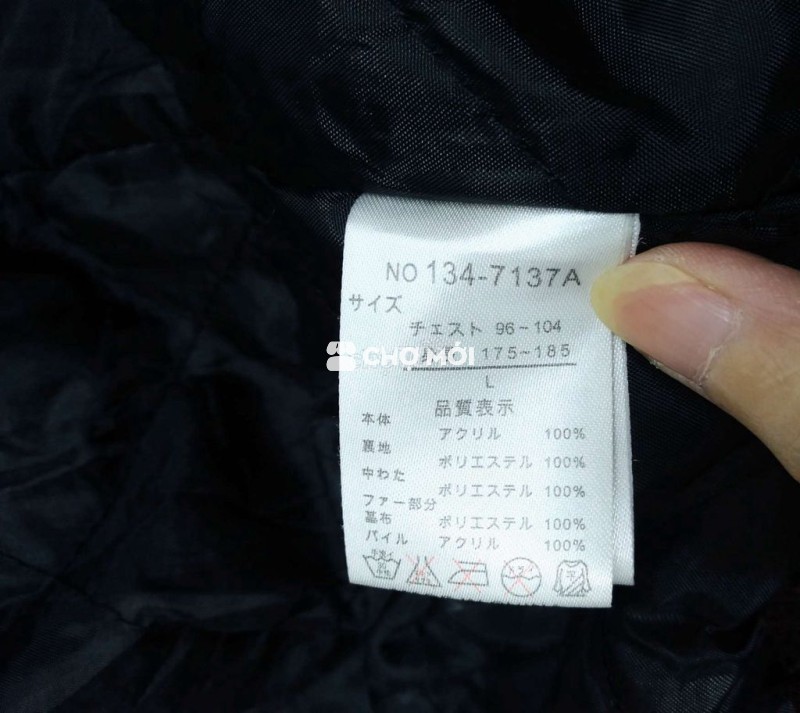 NO 134-7137A
サイズ
チェスト 96~104
CHỢ MỚI
175~185
L
品質表示
本体 アクリル 100%
裏地 ポリエステル 100%
中わた ポリエステル 100%
ファー部分
基布 ポリエステル 100%
パイル アクリル 100%